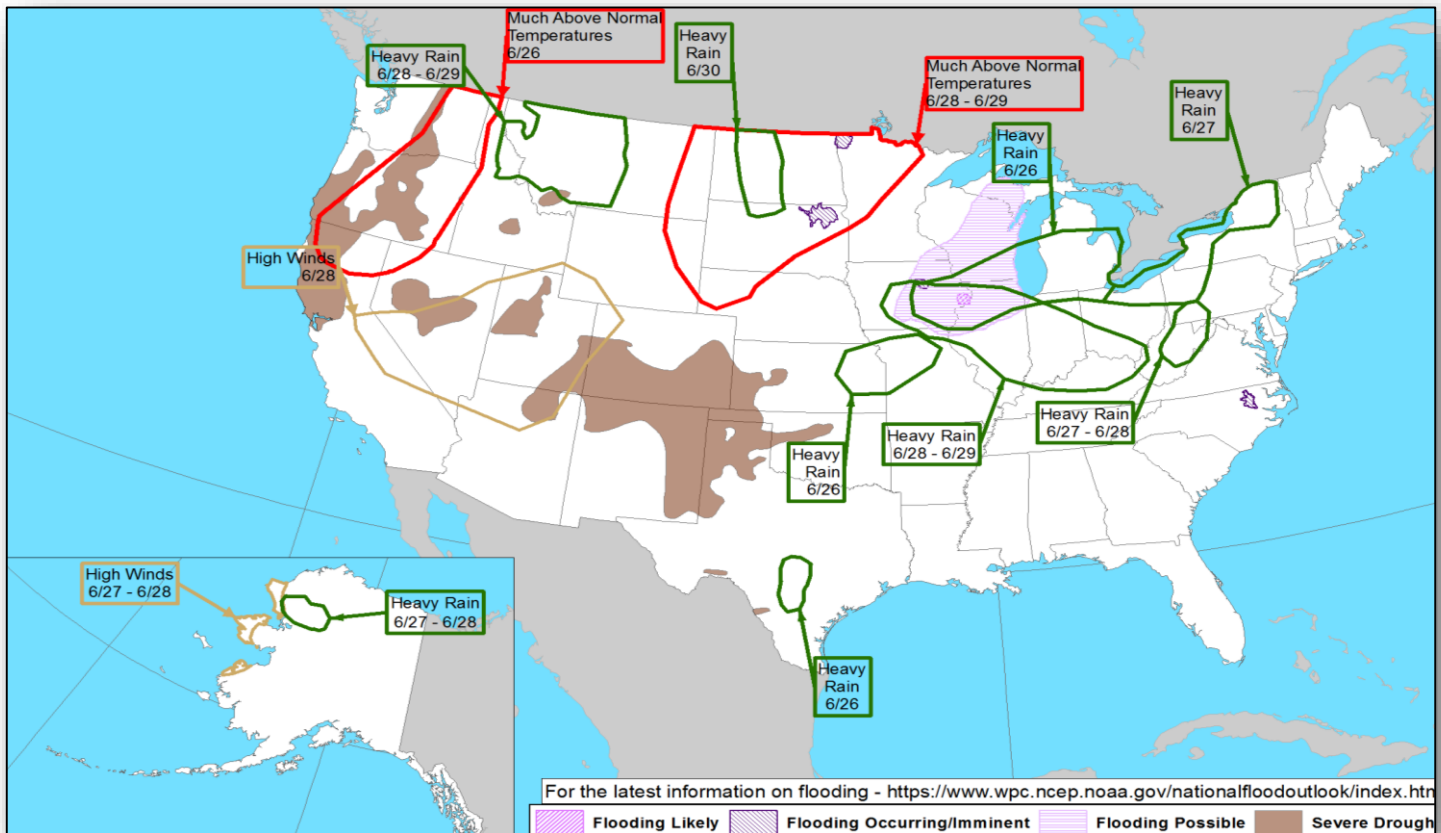 Much Above Normal
Temperatures
6/26
Heavy Rain
6/28 - 6/29
Heavy
Rain
6/30
Much Above Normal
Temperatures
6/28 - 6/29
Heavy
Rain
6/27
Heavy
Rain
6/26
High Winds
6/28
Heavy Rain
6/27 - 6/28
Heavy Rain
6/28 - 6/29
Heavy
Rain
6/26
High Winds
6/27 - 6/28
Heavy Rain
6/27 - 6/28
Heavy
Rain
6/26
For the latest information on flooding - https://www.wpc.ncep.noaa.gov/nationalfloodoutlook/index.htm
Flooding Likely
Flooding Occurring/Imminent
Flooding Possible
Severe Drough